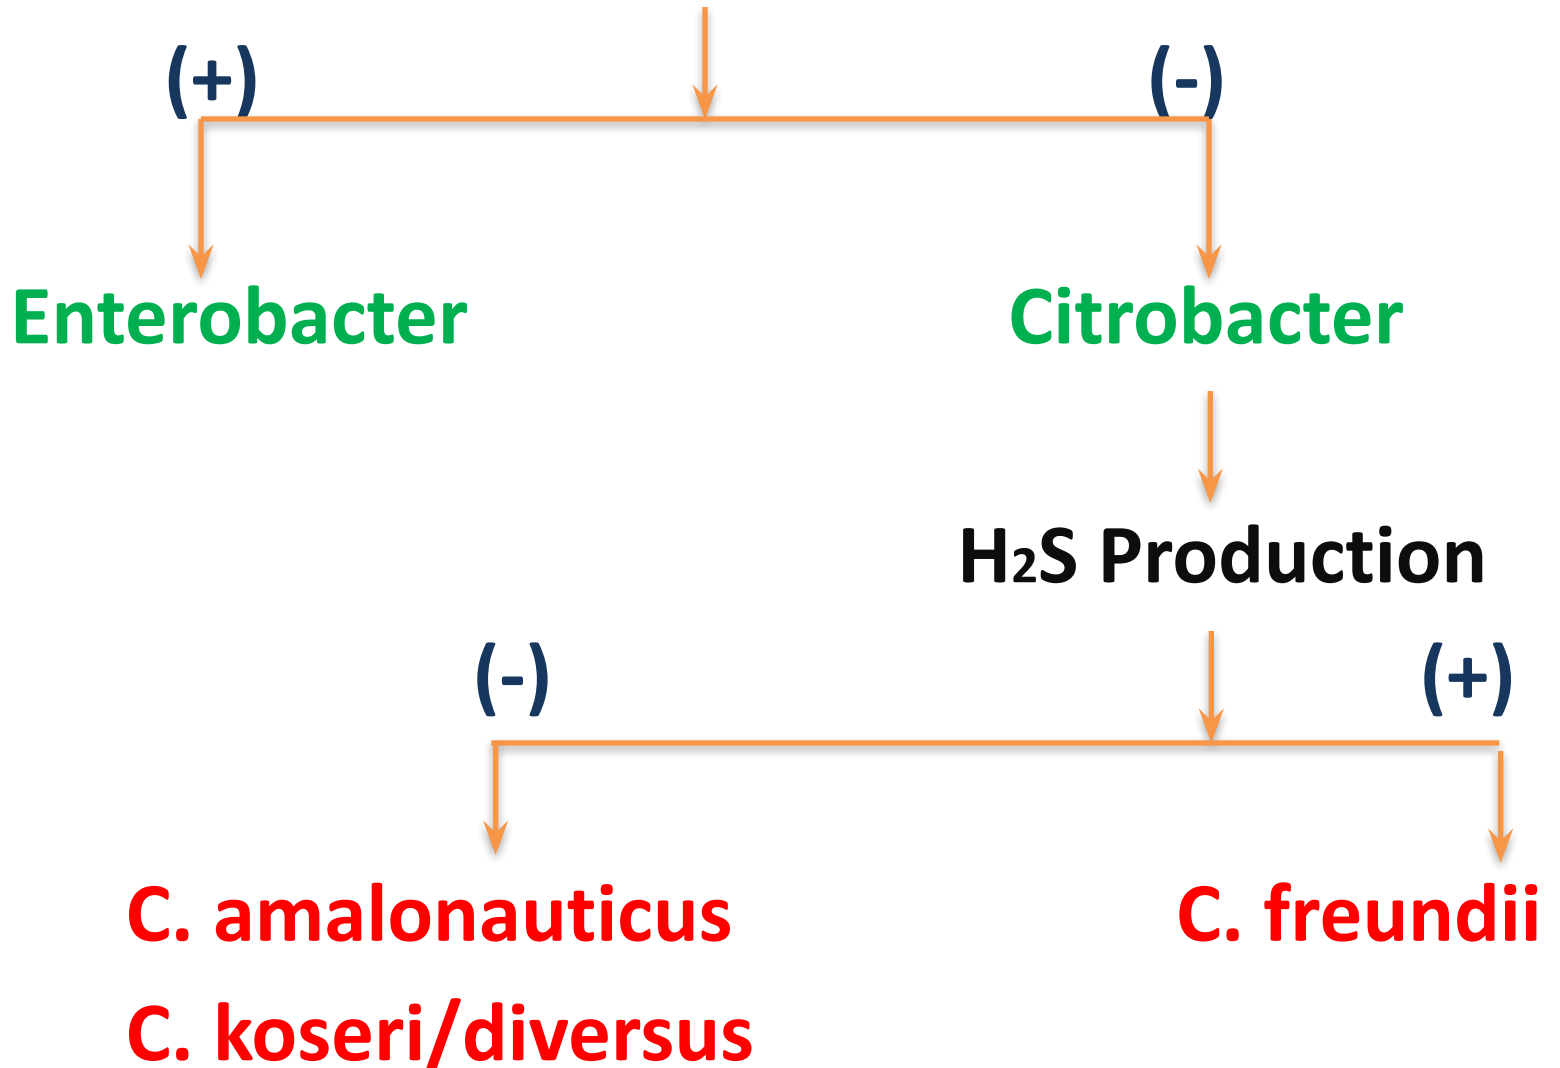 (+) (-)
Enterobacter Citrobacter
H₂S Production
(-) (+)
C. amalonauticus C. freundii
C. koseri/diversus